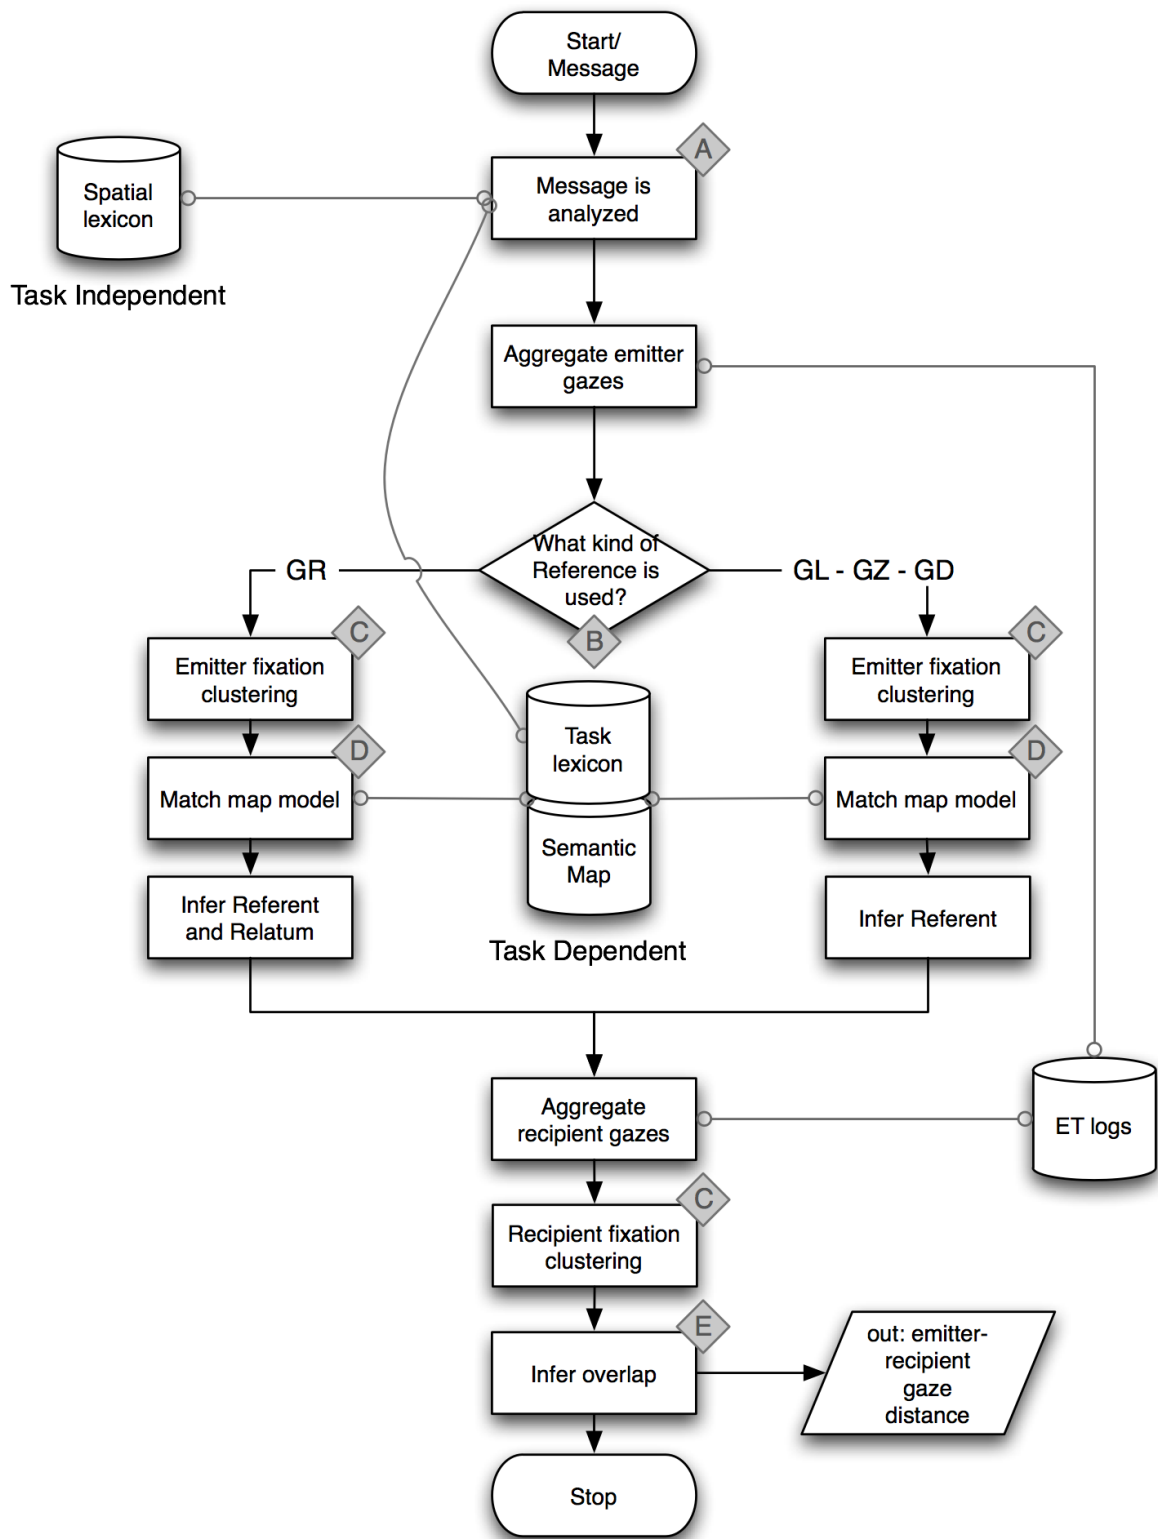 Start/
Message
A
Message is
analyzed
Spatial
lexicon
Task Independent
Aggregate emitter
gazes
What kind of
Reference is
used?
B
GR
GL - GZ - GD
C
Emitter fixation
clustering
C
Emitter fixation
clustering
D
Match map model
Task
lexicon
D
Match map model
Semantic
Map
Infer Referent
and Relatum
Infer Referent
Task Dependent
Aggregate
recipient gazes
ET logs
C
Recipient fixation
clustering
E
Infer overlap
out: emitter-
recipient
gaze
distance
Stop